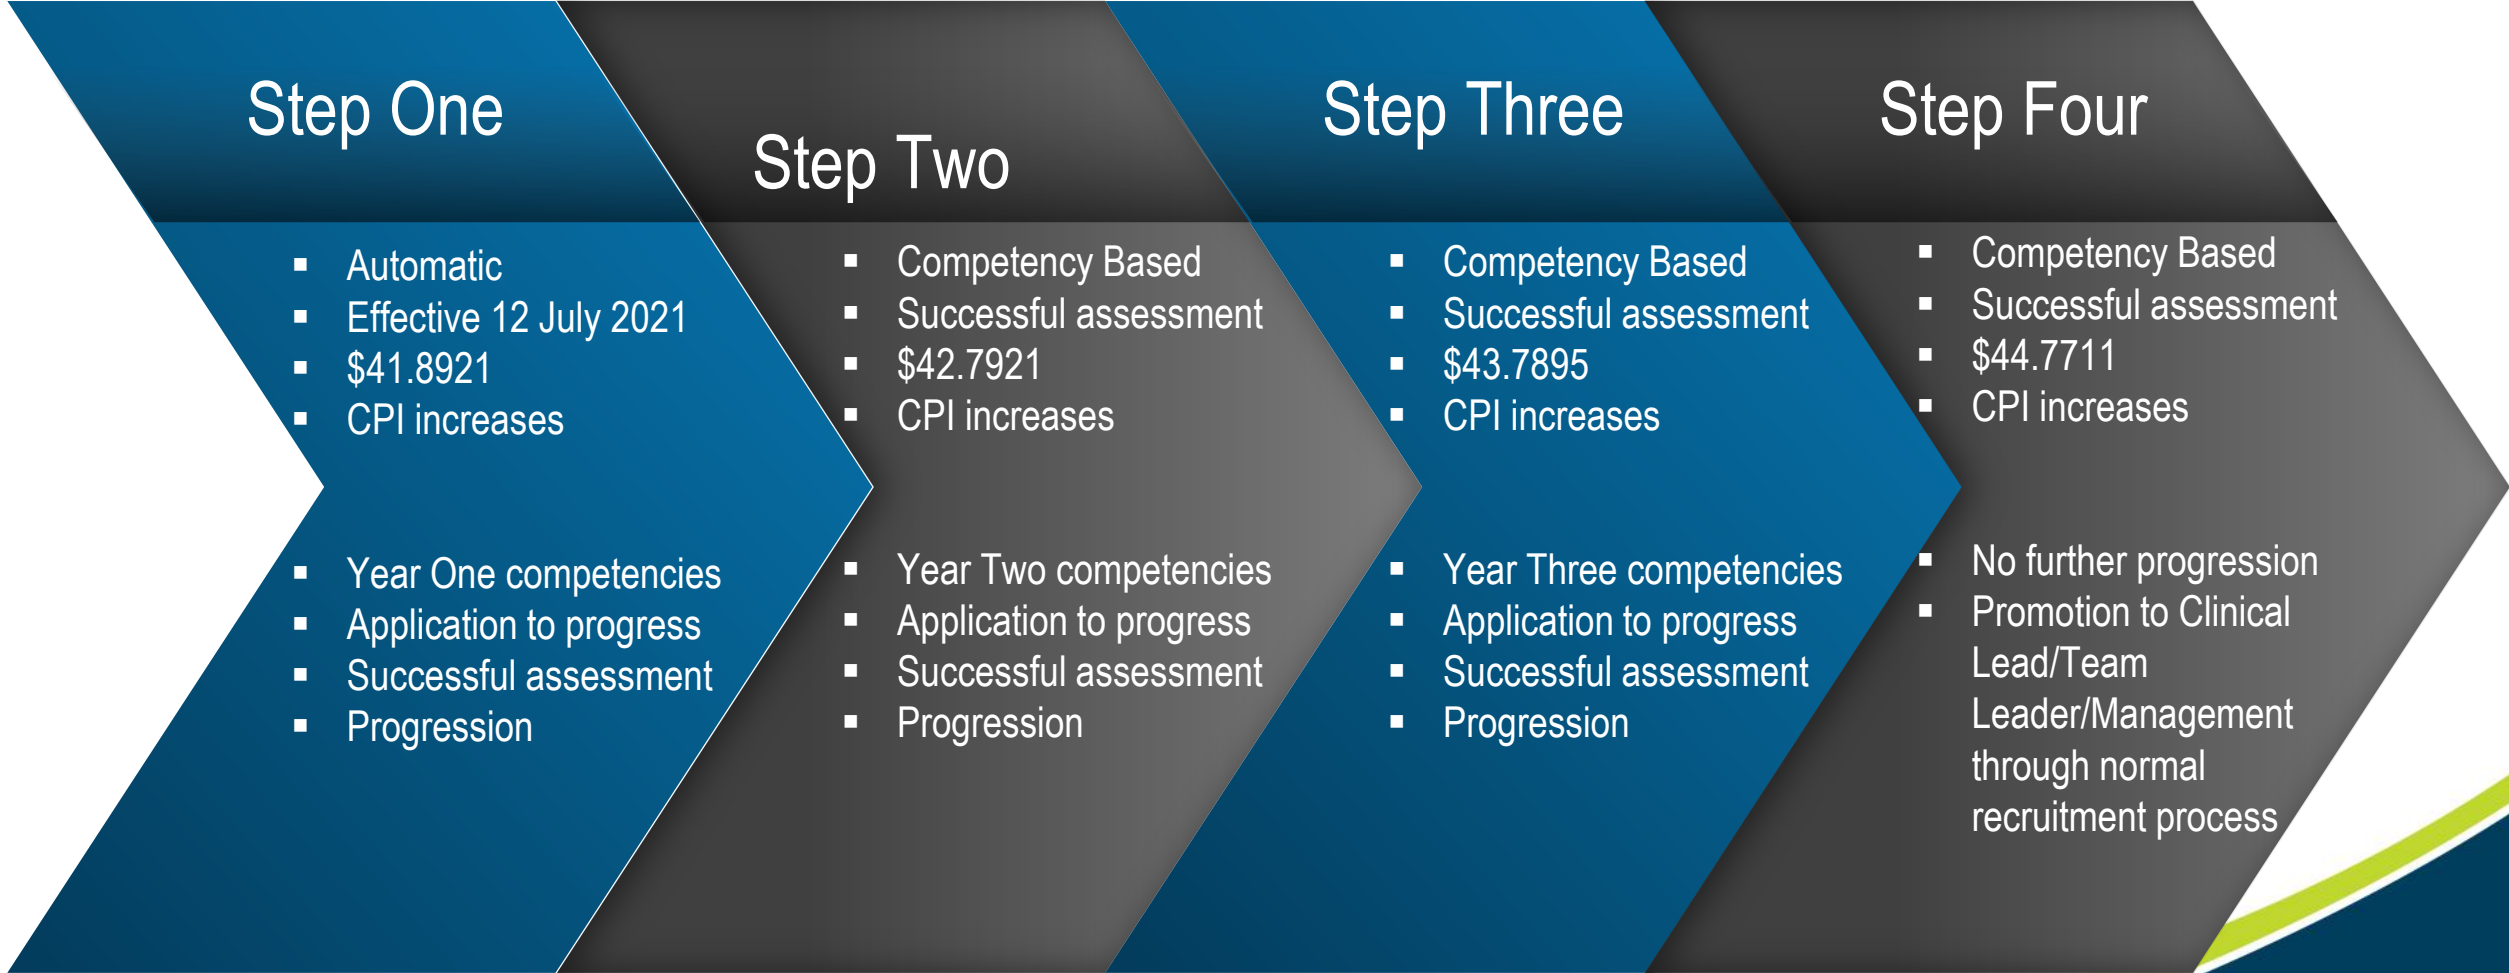 Step One
▪ Automatic
▪ Effective 12 July 2021
▪ $41.8921
▪ CPI increases
▪ Year One competencies
▪ Application to progress
▪ Successful assessment
▪ Progression
Step Two
▪ Competency Based
▪ Successful assessment
▪ $42.7921
▪ CPI increases
▪ Year Two competencies
▪ Application to progress
▪ Successful assessment
▪ Progression
Step Three
▪ Competency Based
▪ Successful assessment
▪ $43.7895
▪ CPI increases
▪ Year Three competencies
▪ Application to progress
▪ Successful assessment
▪ Progression
Step Four
▪ Competency Based
▪ Successful assessment
▪ $44.7711
▪ CPI increases
▪ No further progression
▪ Promotion to Clinical
Lead/Team
Leader/Management
through normal
recruitment process